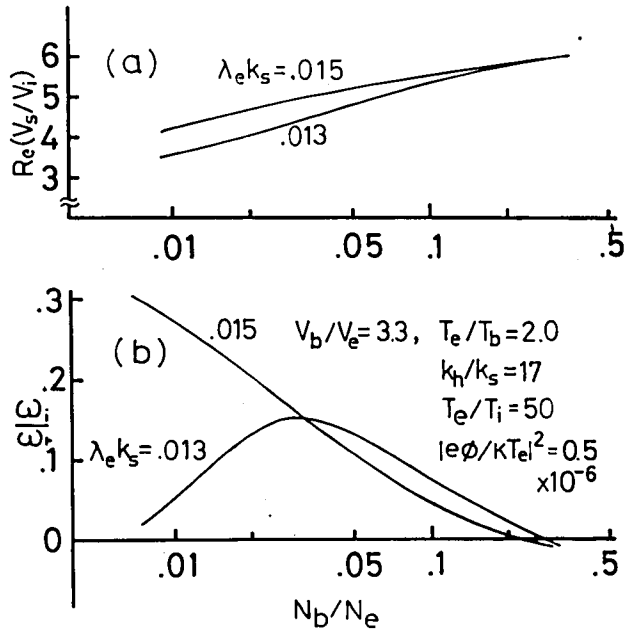 (a)
Re(Vs/Vi)
6
5
4
3
λeks=.015
.013
.01
.05
.1
.5
(b)
.3
.2
.1
0
.015
λeks=.013
Vb/Ve=3.3, Te/Tb=2.0
kh/ks=17
Te/Ti=50
|eφ/κTe|²=0.5
×10⁻⁶
.01
.05
.1
.5
Nb/Ne